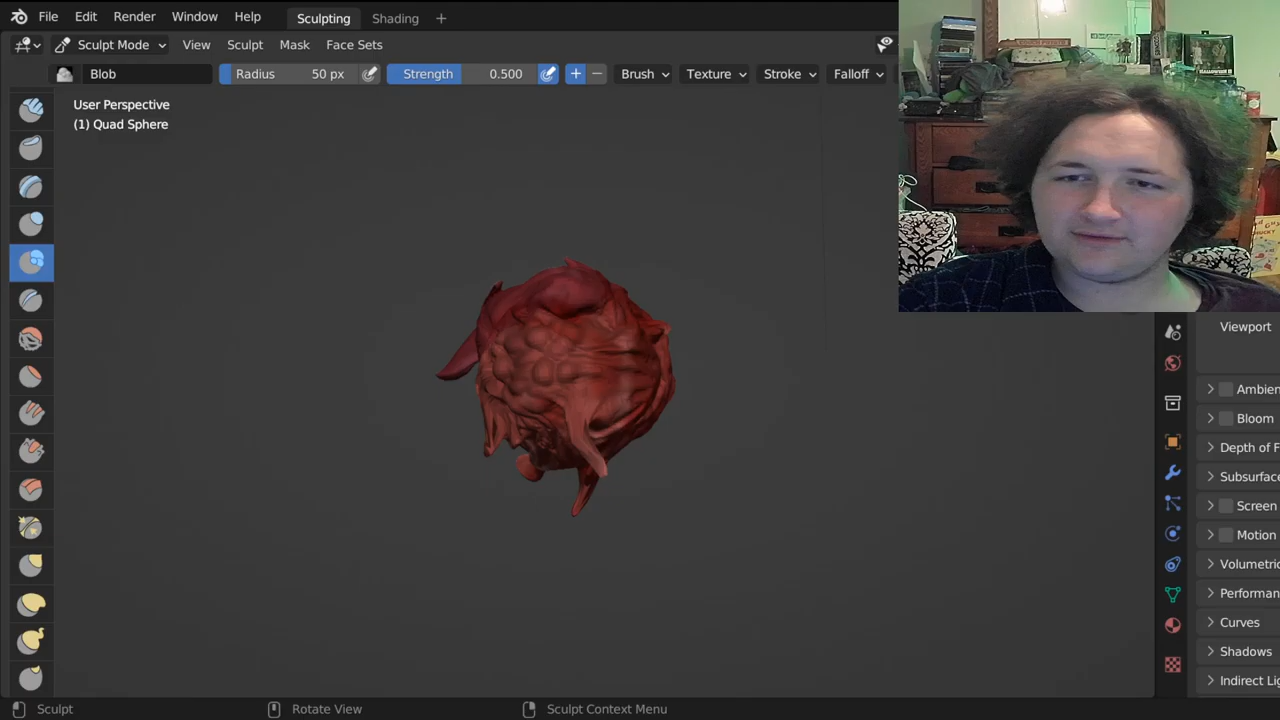 File Edit Render Window Help Sculpting Shading
Sculpt Mode View Sculpt Mask Face Sets
Blob Radius 50 px Strength 0.500 Brush Texture Stroke Falloff
User Perspective
(1) Quad Sphere
Viewport
Ambien
Bloom
Depth of F
Subsurface
Screen
Motion
Volumetric
Performan
Curves
Shadows
Indirect Lig
Sculpt Rotate View Sculpt Context Menu